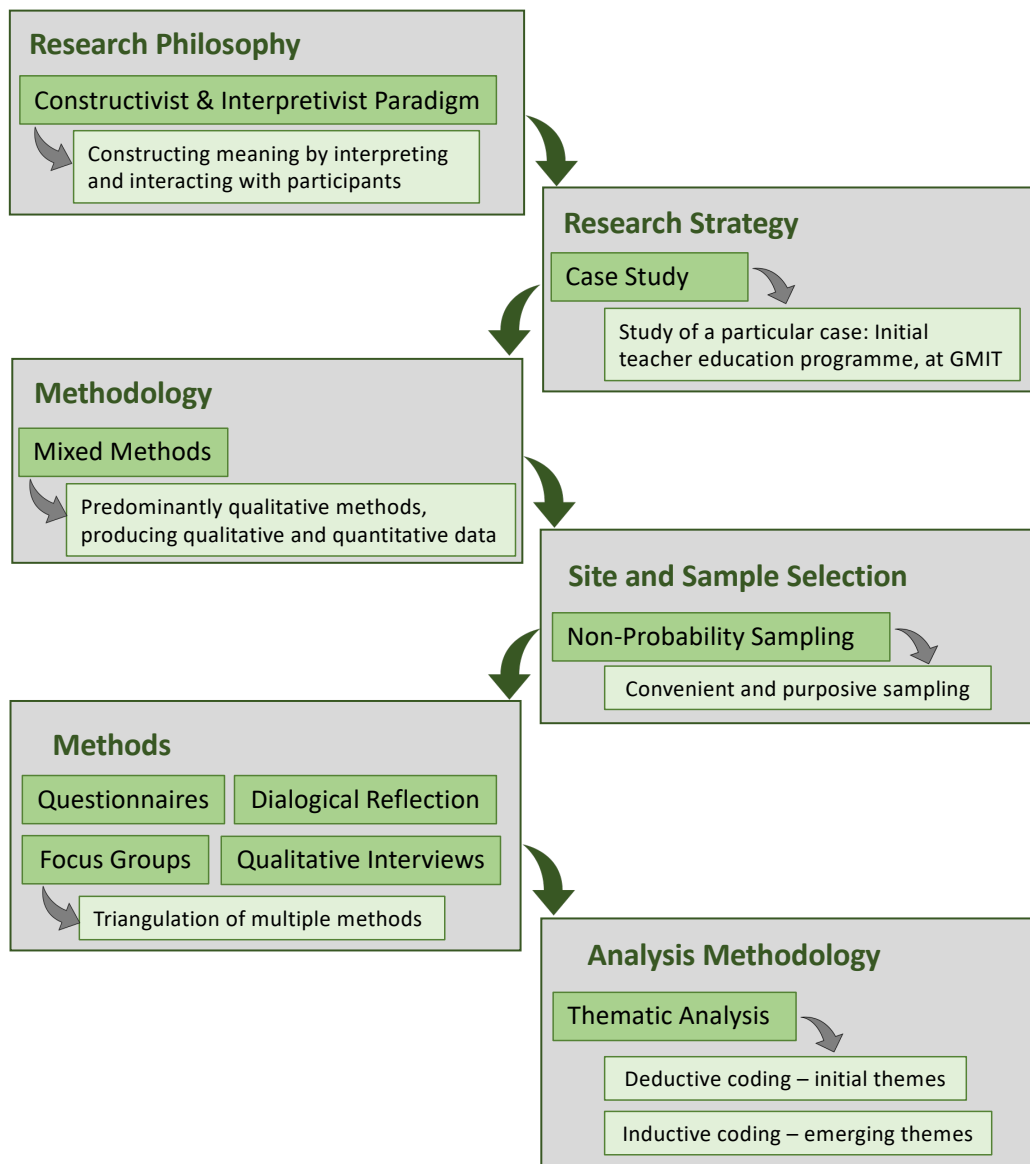 Research Philosophy
Constructivist & Interpretivist Paradigm
Constructing meaning by interpreting
and interacting with participants
Research Strategy
Case Study
Study of a particular case: Initial
teacher education programme, at GMIT
Methodology
Mixed Methods
Predominantly qualitative methods,
producing qualitative and quantitative data
Site and Sample Selection
Non-Probability Sampling
Convenient and purposive sampling
Methods
Questionnaires
Dialogical Reflection
Focus Groups
Qualitative Interviews
Triangulation of multiple methods
Analysis Methodology
Thematic Analysis
Deductive coding – initial themes
Inductive coding – emerging themes